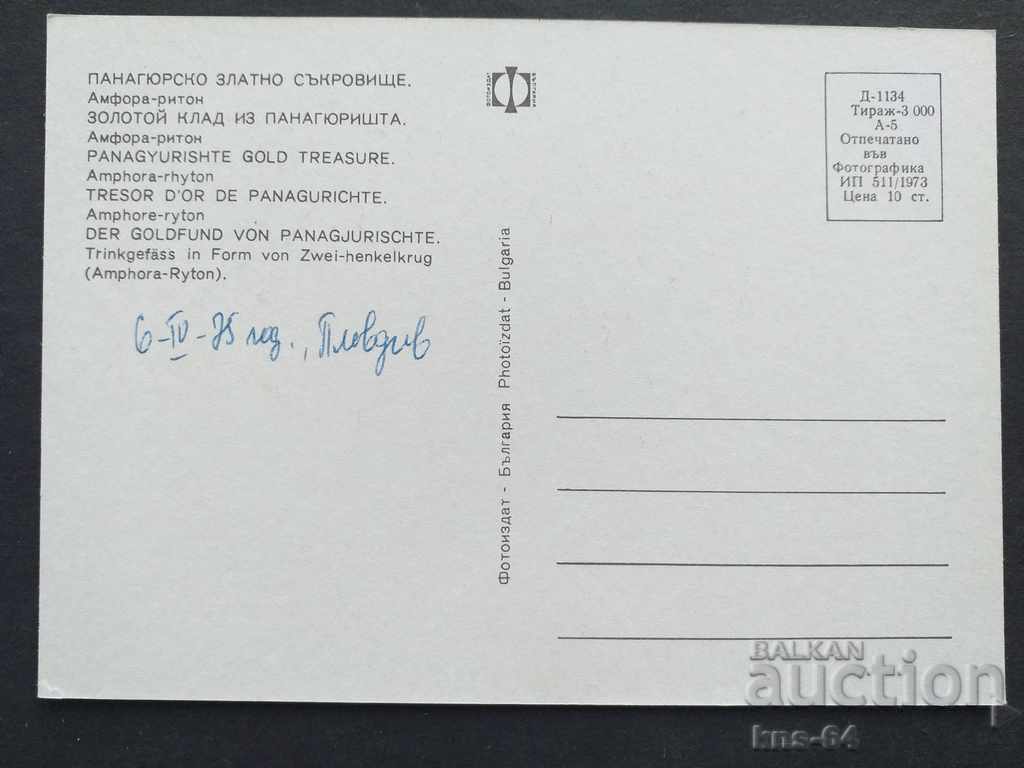 ПАНАГЮРСКО ЗЛАТНО СЪКРОВИЩЕ.
Амфора-ритон
ЗОЛОТОЙ КЛАД ИЗ ПАНАГЮРИШТА.
Амфора-ритон
PANAGYURISHTE GOLD TREASURE.
Amphora-rhyton
TRESOR D'OR DE PANAGURICHTE.
Amphore-ryton
DER GOLDFUND VON PANAGJURISCHTE.
Trinkgefäss in Form von Zwei-henkelkrug
(Amphora-Ryton).
6-IV-75 год., Пловдив
ФОТОИЗДАТ
БЪЛГАРИЯ
Фотоиздат - България Photoïzdat - Bulgaria
Д-1134
Тираж-3 000
А-5
Отпечатано
във
Фотографика
ИП 511/1973
Цена 10 ст.
BALKAN
auction
kns-64